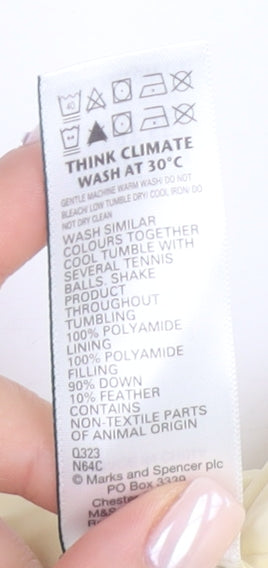 40
THINK CLIMATE
WASH AT 30°C
GENTLE MACHINE WARM WASH/ DO NOT
BLEACH/ LOW TUMBLE DRY/ COOL IRON/ DO
NOT DRY CLEAN
WASH SIMILAR
COLOURS TOGETHER
COOL TUMBLE WITH
SEVERAL TENNIS
BALLS. SHAKE
PRODUCT
THROUGHOUT
TUMBLING
100% POLYAMIDE
LINING
100% POLYAMIDE
FILLING
90% DOWN
10% FEATHER
CONTAINS
NON-TEXTILE PARTS
OF ANIMAL ORIGIN
Q323
N64C
© Marks and Spencer plc
PO Box 3339
Chester
M&S